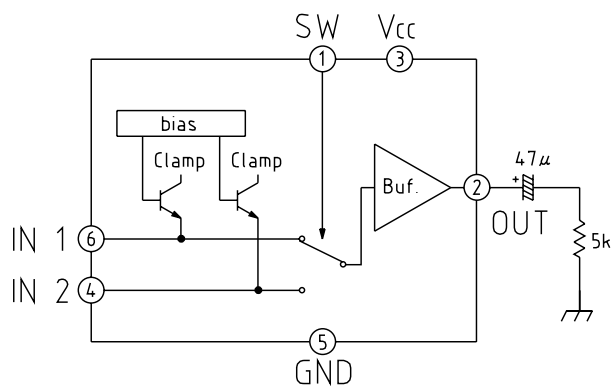 SW
Vcc
1
3
bias
Clamp
Clamp
47μ
+
Buf.
2
OUT
IN 1
6
5k
IN 2
4
5
GND